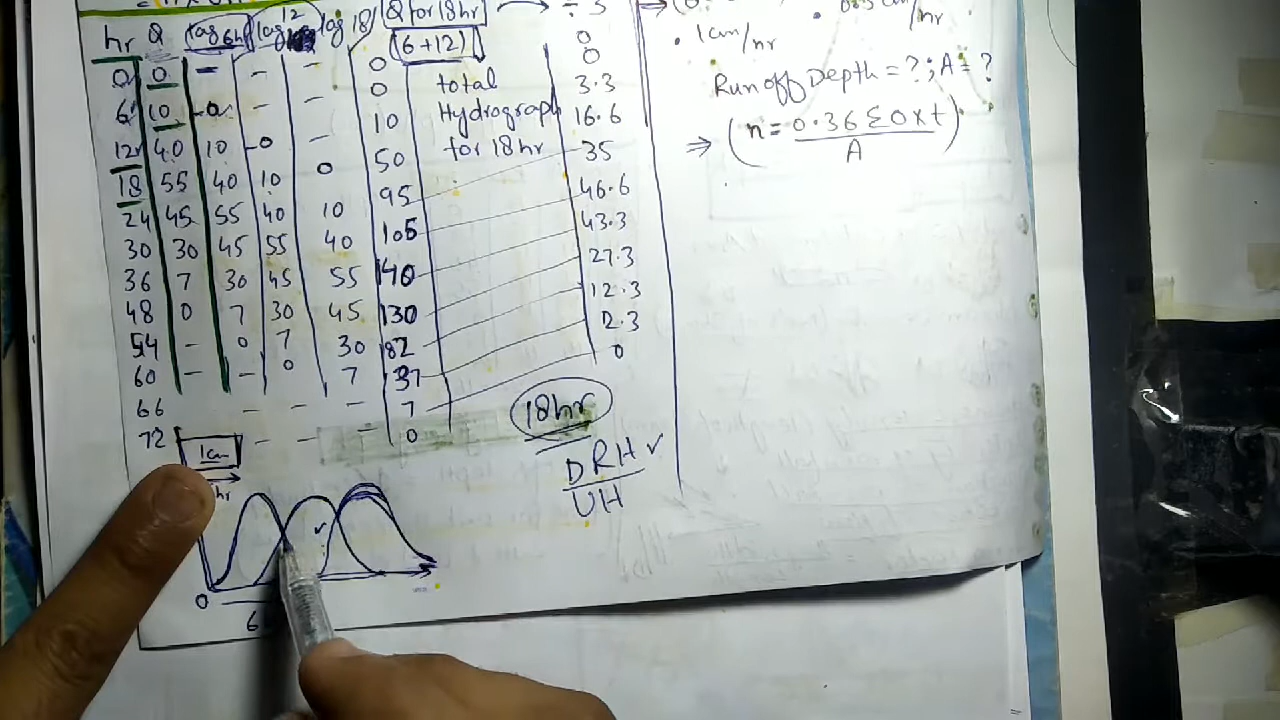 hr Q lag 6hr lag 12 lag 18 Q for 18hr → ÷3
(6+12)
0 0 - - - 0 0
6 10 0 - - 0 total 0
12 40 10 0 - 10 Hydrograph 3.3
18 55 40 10 0 50 for 18hr 16.6
24 45 55 40 10 95 35
30 30 45 55 40 105 46.6
36 7 30 45 55 140 43.3
48 0 7 30 45 130 27.3
54 - 0 7 30 82 12.3
60 - - 0 7 37 2.3
66 - - - 7 0
72 - - 0
18hr
DRH ✓
UH
1cm
hr
0
6
cm/hr
. 1cm/hr
Runoff Depth = ? ; A = ?
⇒ (n = 0.36 Σ O x t)
A